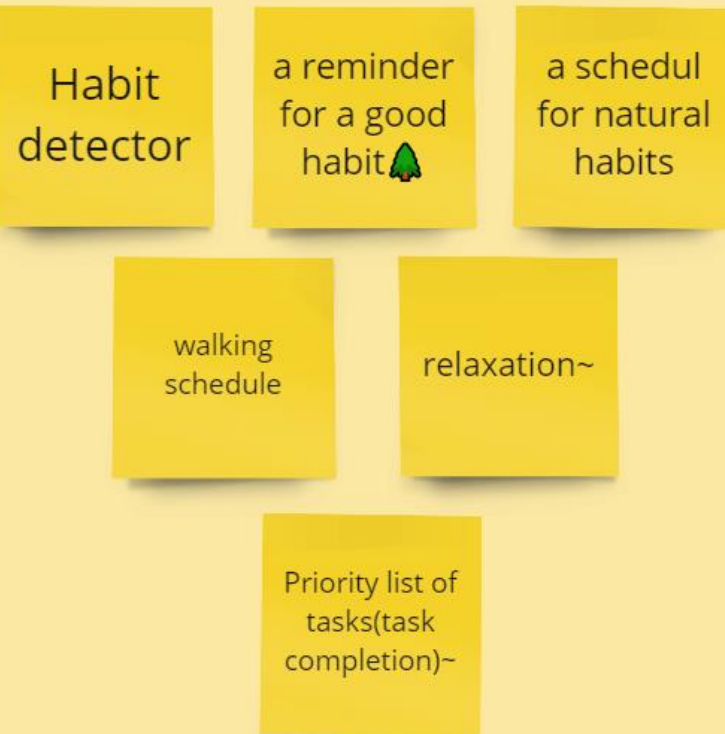 Habit
detector
a reminder
for a good
habit🌲
a schedul
for natural
habits
walking
schedule
relaxation~
Priority list of
tasks(task
completion)~